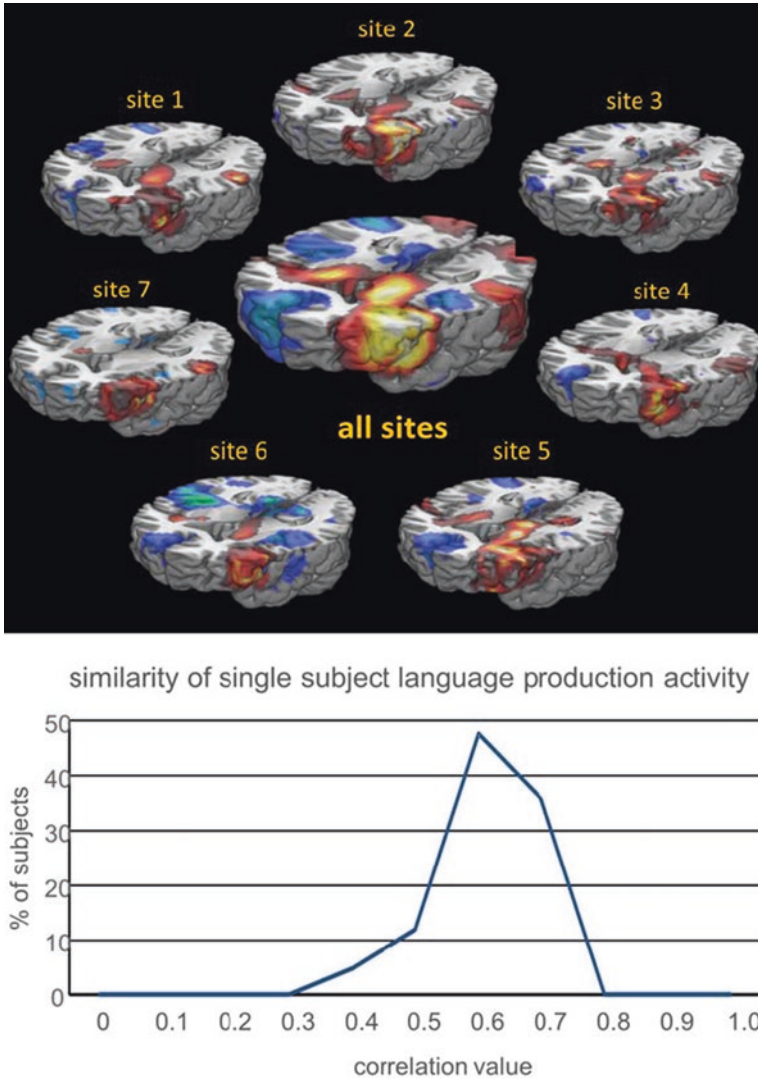 site 2
site 1
site 3
site 7
site 4
all sites
site 6
site 5
similarity of single subject language production activity
% of subjects
50
40
30
20
10
0
0 0.1 0.2 0.3 0.4 0.5 0.6 0.7 0.8 0.9 1.0
correlation value